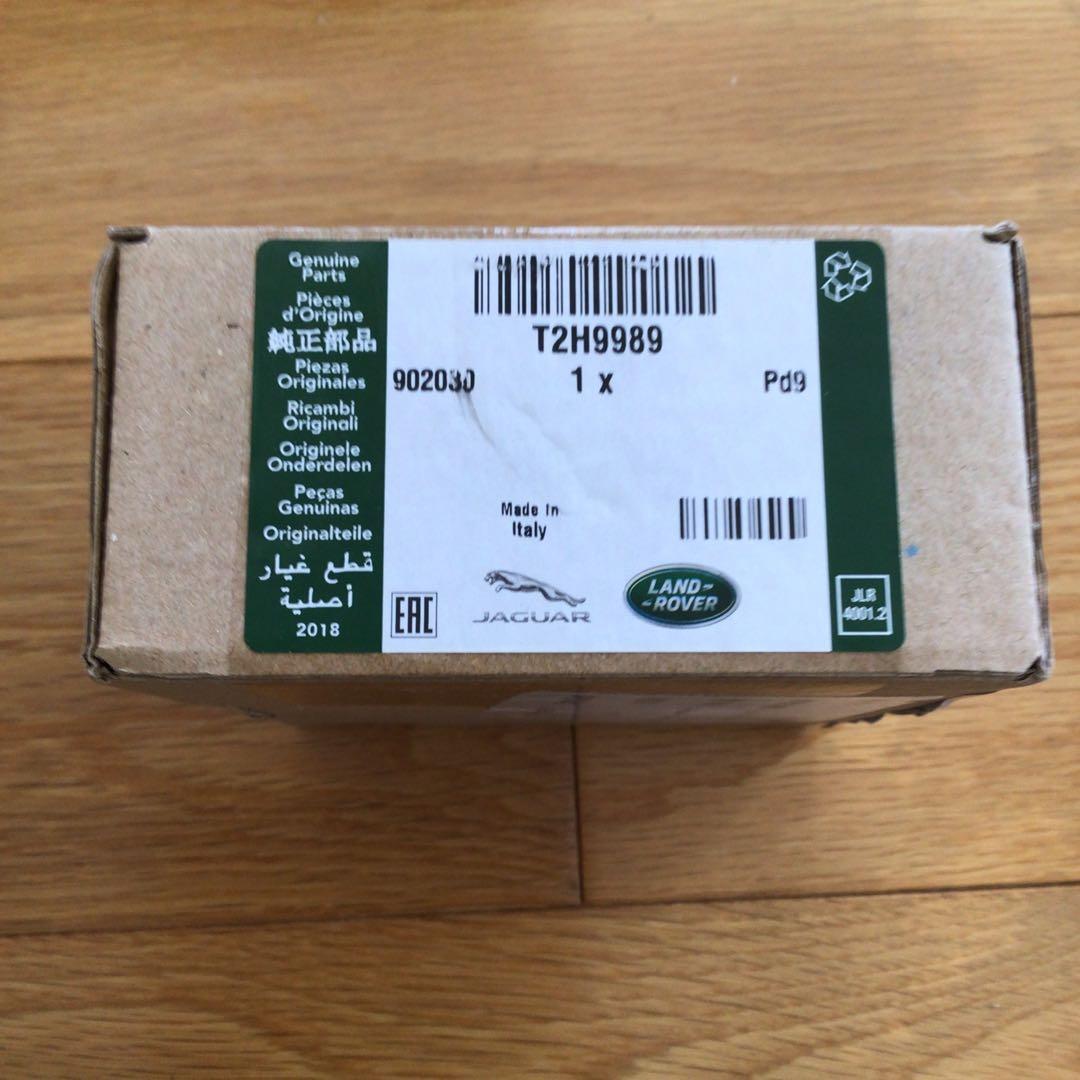 Genuine
Parts
Pièces
d'Origine
純正部品
Piezas
Originales
Ricambi
Originali
Originele
Onderdelen
Peças
Genuinas
Originalteile
قطع غيار
أصلية
2018
T2H9989
902030 1 x Pd9
Made In
Italy
EAC
JAGUAR
LAND-
-ROVER
JLR
4001.2